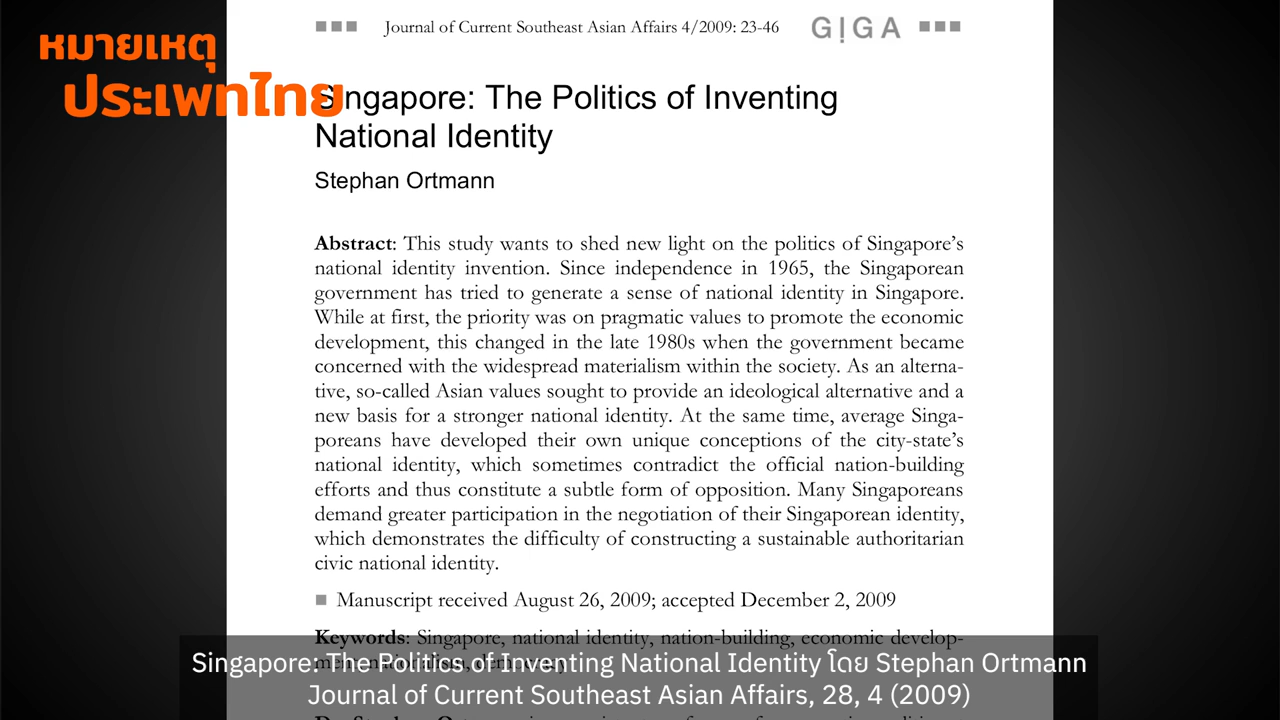 Journal of Current Southeast Asian Affairs 4/2009: 23-46
GIGA
หมายเหตุ
ประเพทไทย
Singapore: The Politics of Inventing
National Identity
Stephan Ortmann
Abstract: This study wants to shed new light on the politics of Singapore’s
national identity invention. Since independence in 1965, the Singaporean
government has tried to generate a sense of national identity in Singapore.
While at first, the priority was on pragmatic values to promote the economic
development, this changed in the late 1980s when the government became
concerned with the widespread materialism within the society. As an alterna-
tive, so-called Asian values sought to provide an ideological alternative and a
new basis for a stronger national identity. At the same time, average Singa-
poreans have developed their own unique conceptions of the city-state’s
national identity, which sometimes contradict the official nation-building
efforts and thus constitute a subtle form of opposition. Many Singaporeans
demand greater participation in the negotiation of their Singaporean identity,
which demonstrates the difficulty of constructing a sustainable authoritarian
civic national identity.
Manuscript received August 26, 2009; accepted December 2, 2009
Keywords: Singapore, national identity, nation-building, economic develop-
Singapore: The Politics of Inventing National Identity โดย Stephan Ortmann
Journal of Current Southeast Asian Affairs, 28, 4 (2009)